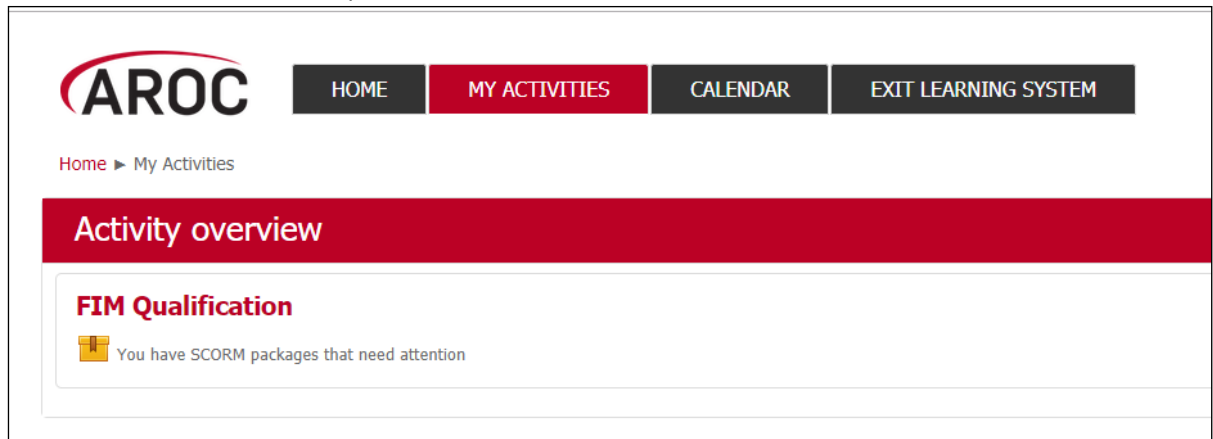 AROC
HOME
MY ACTIVITIES
CALENDAR
EXIT LEARNING SYSTEM
Home ► My Activities
Activity overview
FIM Qualification
You have SCORM packages that need attention